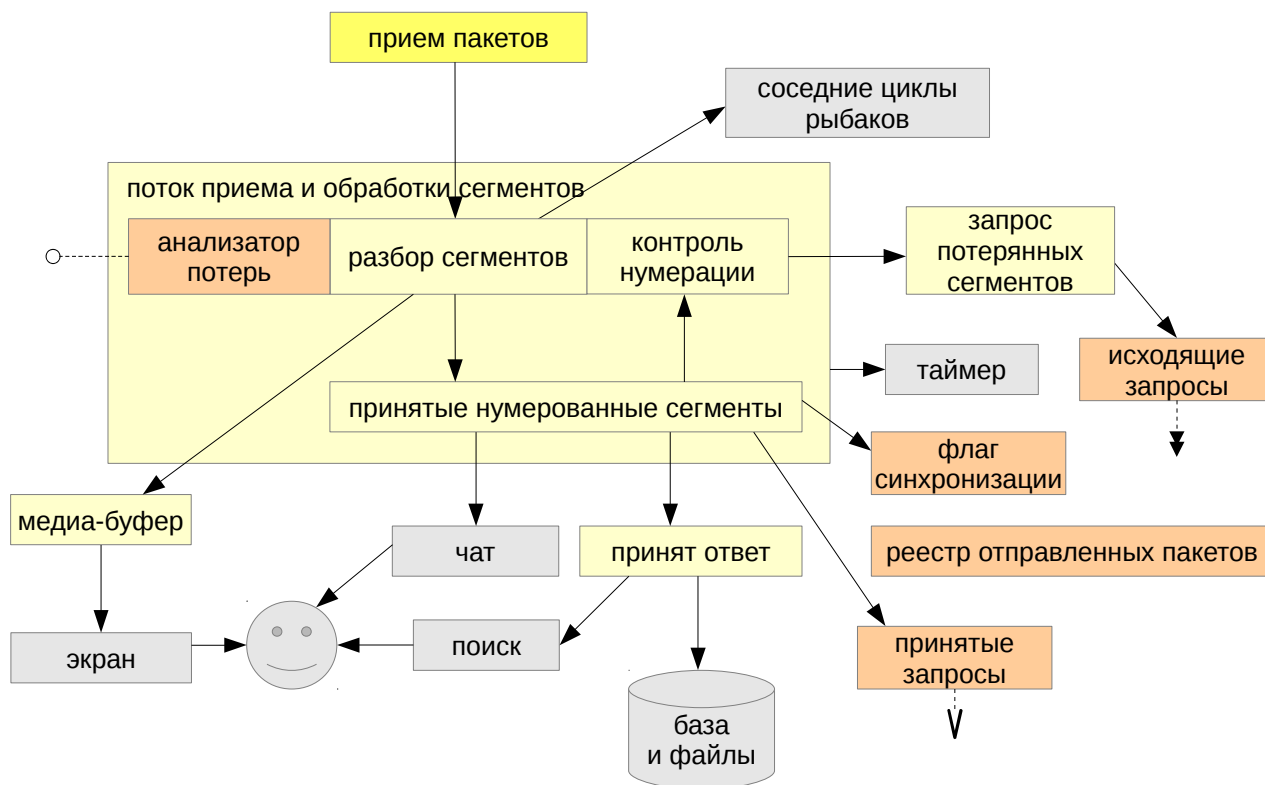 прием пакетов
соседние циклы
рыбаков
поток приема и обработки сегментов
анализатор
потерь
разбор сегментов
контроль
нумерации
запрос
потерянных
сегментов
исходящие
запросы
таймер
принятые нумерованные сегменты
флаг
синхронизации
медиа-буфер
чат
принят ответ
реестр отправленных пакетов
экран
поиск
принятые
запросы
база
и файлы